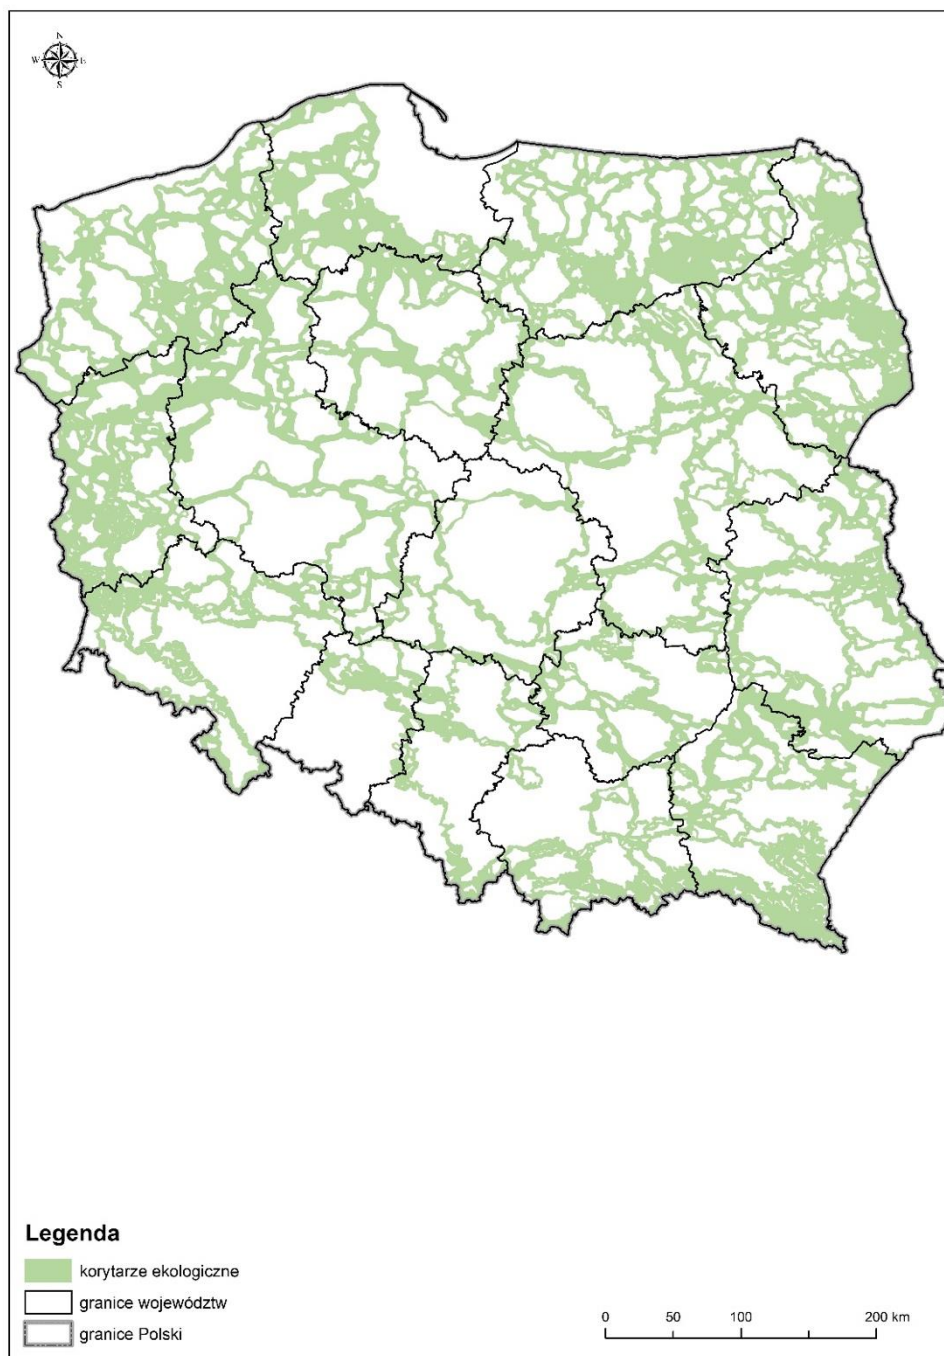 N
W E
S
Legenda
korytarze ekologiczne
granice województw
granice Polski
0 50 100 200 km